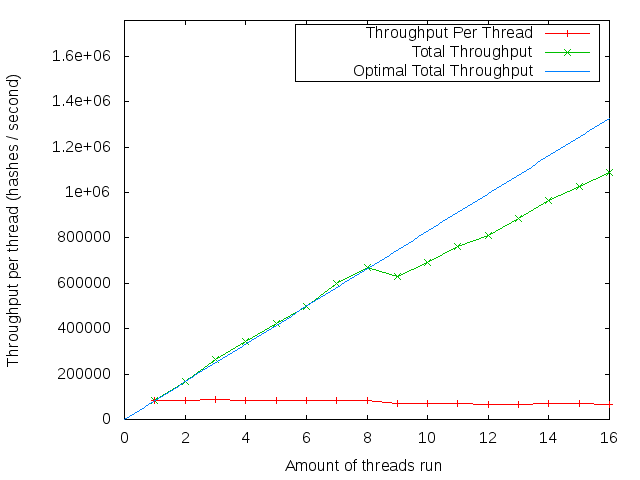 Throughput Per Thread
Total Throughput
Optimal Total Throughput
Throughput per thread (hashes / second)
1.6e+06
1.4e+06
1.2e+06
1e+06
800000
600000
400000
200000
0
0 2 4 6 8 10 12 14 16
Amount of threads run